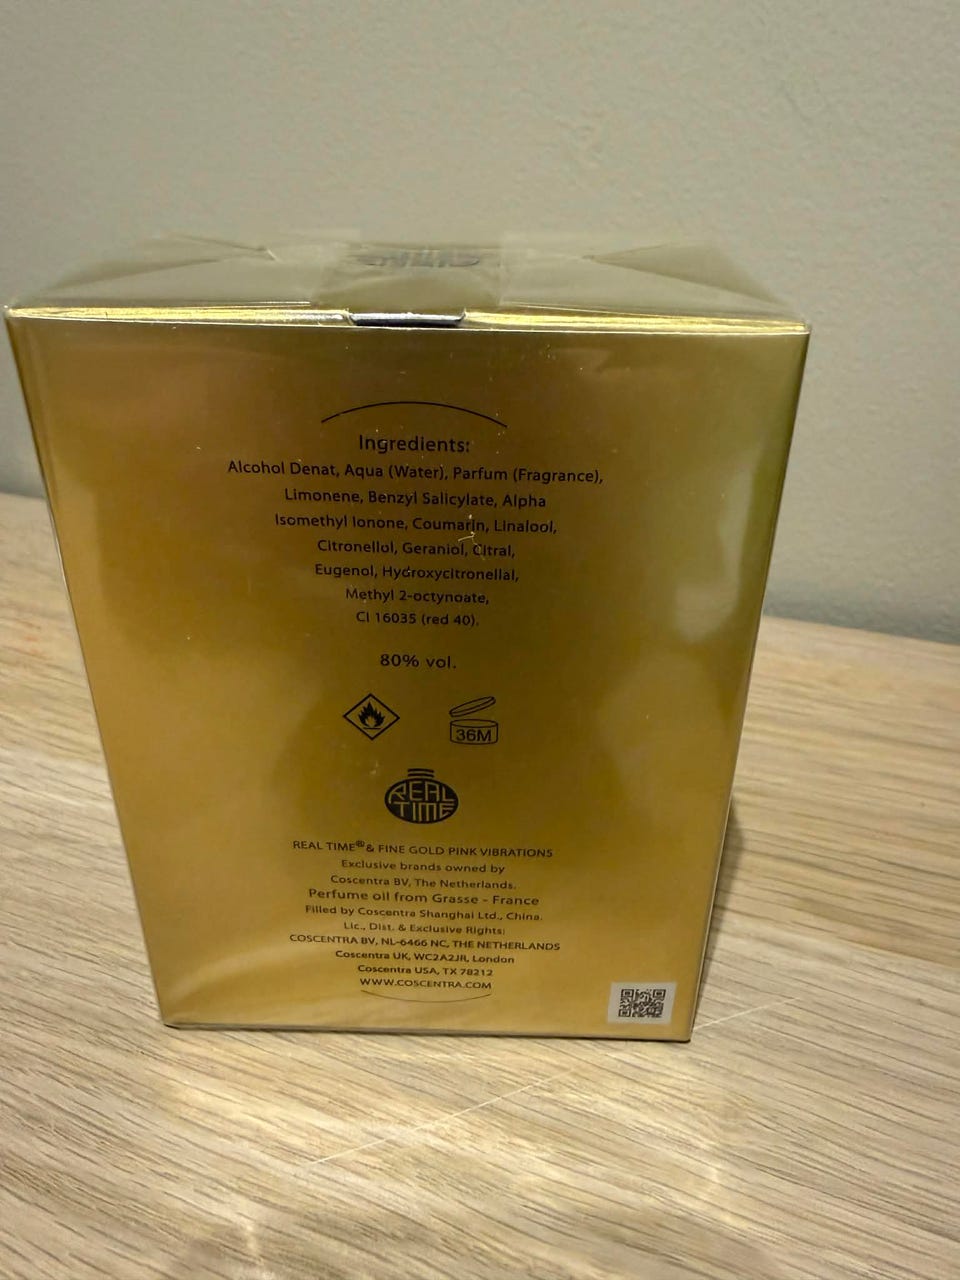 Ingredients:
Alcohol Denat, Aqua (Water), Parfum (Fragrance),
Limonene, Benzyl Salicylate, Alpha
Isomethyl Ionone, Coumarin, Linalool,
Citronellol, Geraniol, Citral,
Eugenol, Hydroxycitronellal,
Methyl 2-octynoate,
CI 16035 (red 40).
80% vol.
36M
REAL
TIME
REAL TIME® & FINE GOLD PINK VIBRATIONS
Exclusive brands owned by
Coscentra BV, The Netherlands.
Perfume oil from Grasse - France
Filled by Coscentra Shanghai Ltd., China.
Lic., Dist. & Exclusive Rights:
COSCENTRA BV, NL-6466 NC, THE NETHERLANDS
Coscentra UK, WC2A2JR, London
Coscentra USA, TX 78212
WWW.COSCENTRA.COM